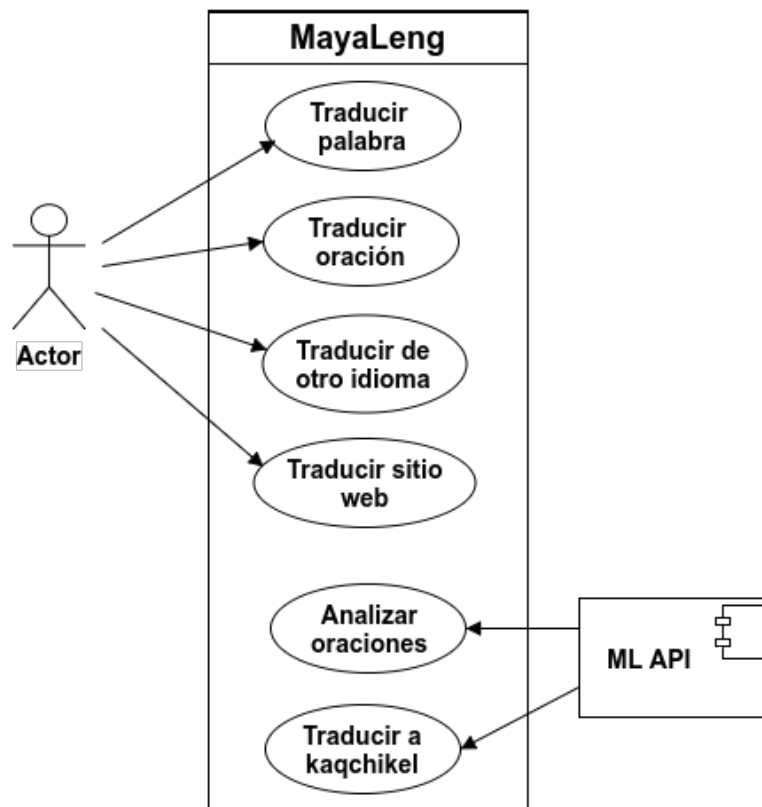 MayaLeng
Traducir
palabra
Traducir
oración
Actor
Traducir de
otro idioma
Traducir sitio
web
Analizar
oraciones
ML API
Traducir a
kaqchikel